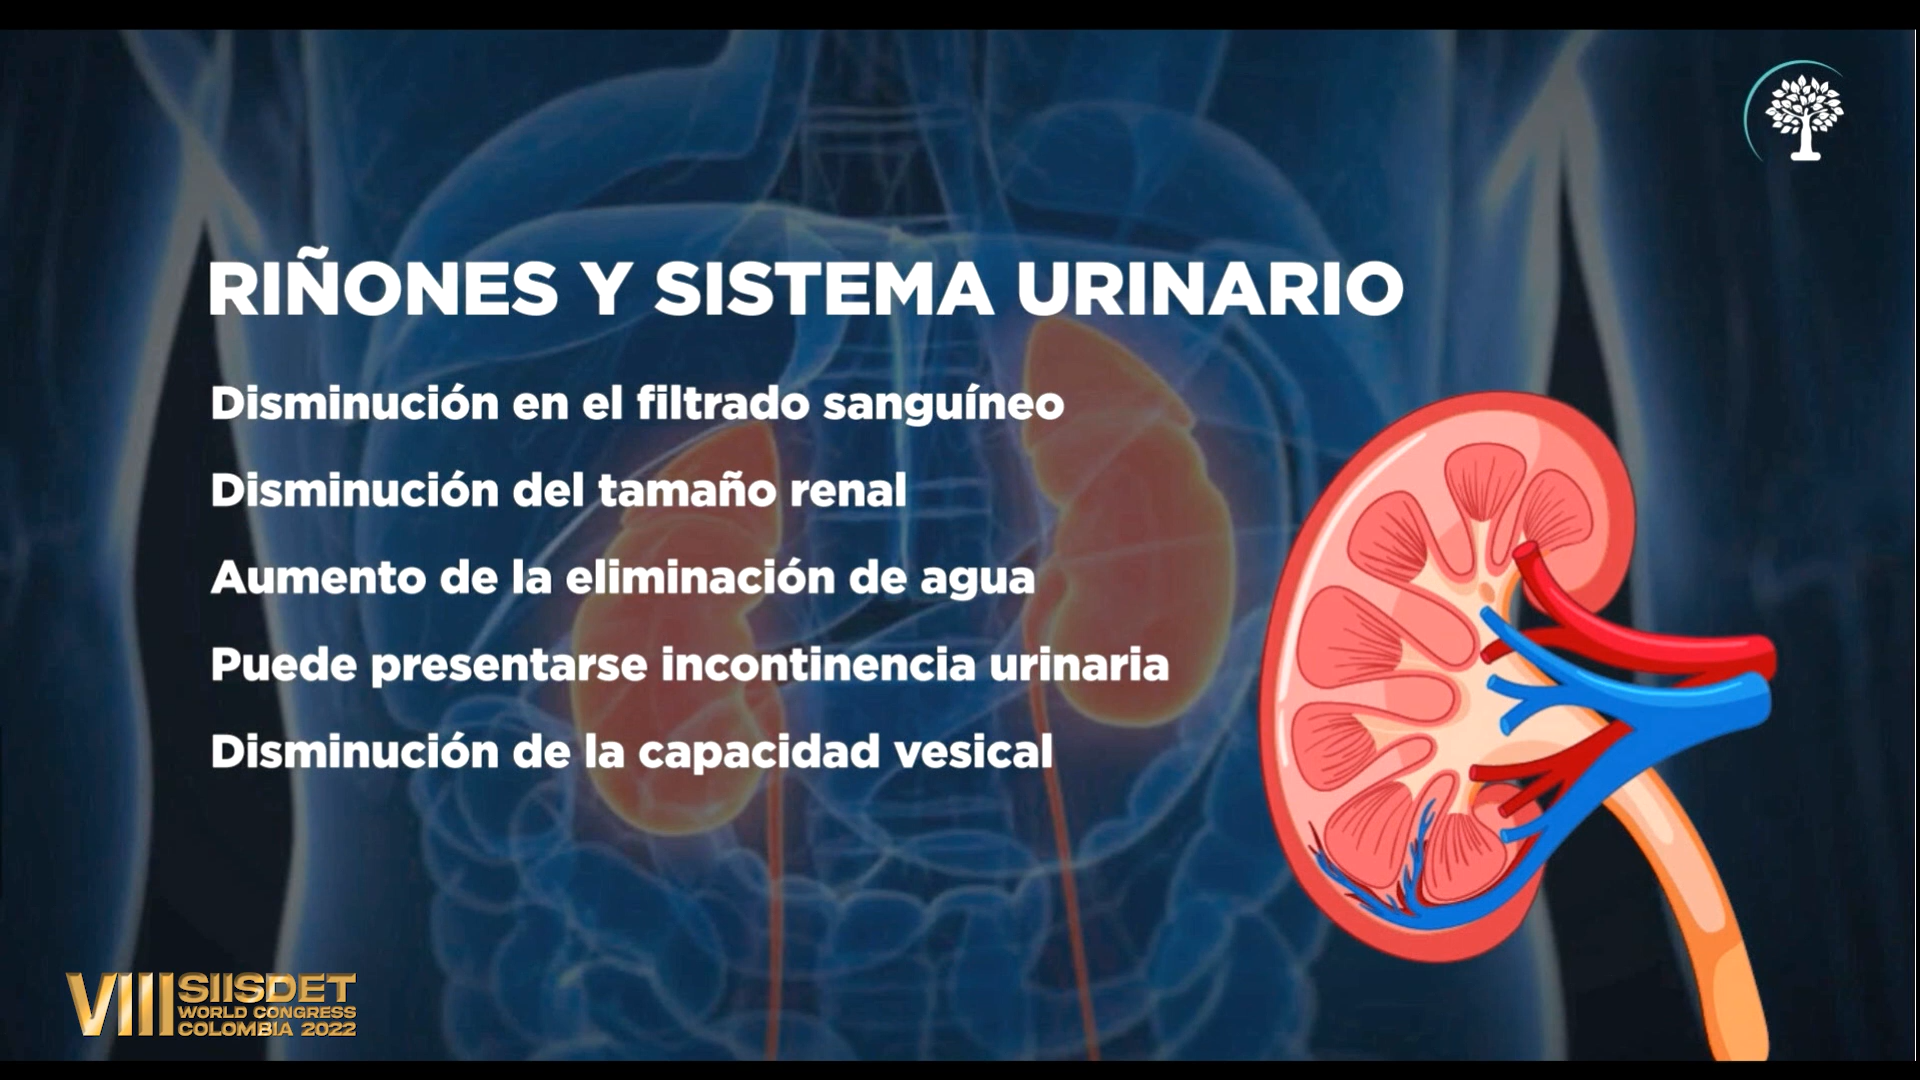 RIÑONES Y SISTEMA URINARIO
Disminución en el filtrado sanguíneo
Disminución del tamaño renal
Aumento de la eliminación de agua
Puede presentarse incontinencia urinaria
Disminución de la capacidad vesical
VIII SIISDET
WORLD CONGRESS
COLOMBIA 2022